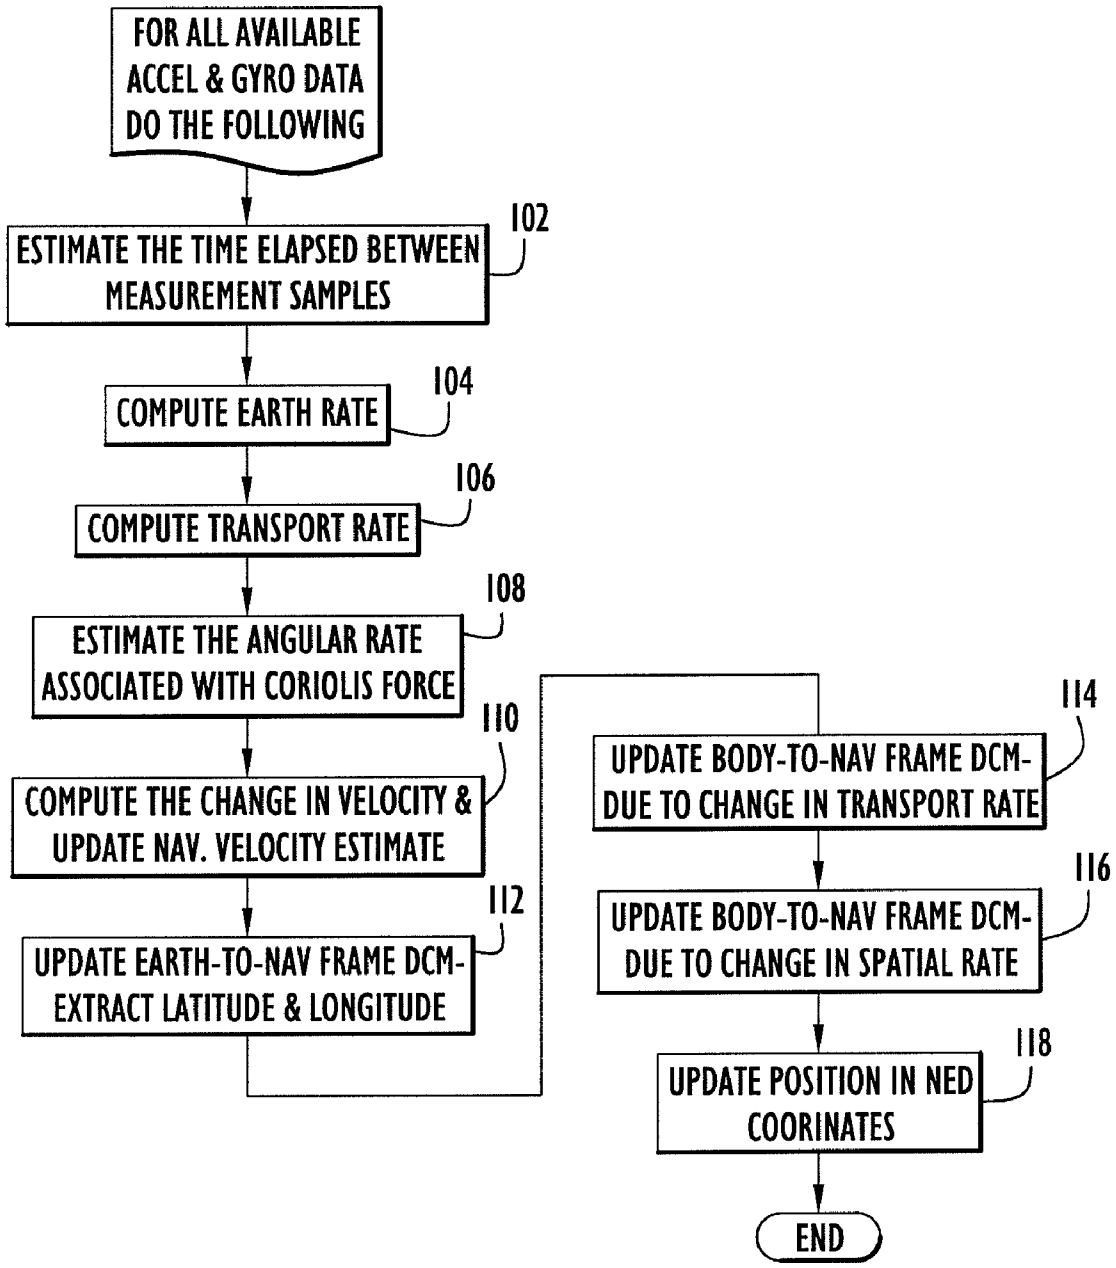 FOR ALL AVAILABLE
ACCEL & GYRO DATA
DO THE FOLLOWING
102
ESTIMATE THE TIME ELAPSED BETWEEN
MEASUREMENT SAMPLES
104
COMPUTE EARTH RATE
106
COMPUTE TRANSPORT RATE
108
ESTIMATE THE ANGULAR RATE
ASSOCIATED WITH CORIOLIS FORCE
110
COMPUTE THE CHANGE IN VELOCITY &
UPDATE NAV. VELOCITY ESTIMATE
112
UPDATE EARTH-TO-NAV FRAME DCM-
EXTRACT LATITUDE & LONGITUDE
114
UPDATE BODY-TO-NAV FRAME DCM-
DUE TO CHANGE IN TRANSPORT RATE
116
UPDATE BODY-TO-NAV FRAME DCM-
DUE TO CHANGE IN SPATIAL RATE
118
UPDATE POSITION IN NED
COORINATES
END